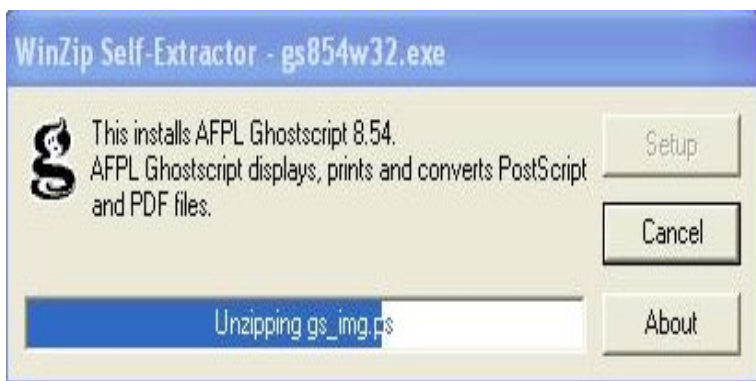 WinZip Self-Extractor - gs854w32.exe
This installs AFPL Ghostscript 8.54.
AFPL Ghostscript displays, prints and converts PostScript
and PDF files.
Setup
Cancel
Unzipping gs_img.ps
About